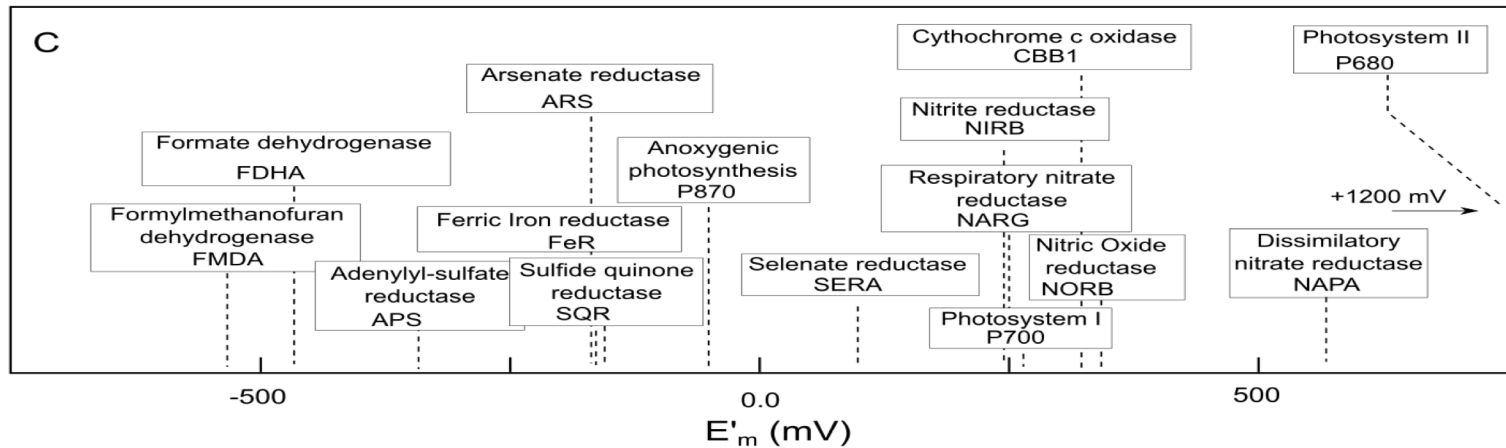 C
Cythochrome c oxidase
CBB1
Photosystem II
P680
Arsenate reductase
ARS
Nitrite reductase
NIRB
Formate dehydrogenase
FDHA
Anoxygenic
photosynthesis
P870
Respiratory nitrate
reductase
NARG
+1200 mV
Formylmethanofuran
dehydrogenase
FMDA
Ferric Iron reductase
FeR
Nitric Oxide
reductase
NORB
Dissimilatory
nitrate reductase
NAPA
Adenylyl-sulfate
reductase
APS
Sulfide quinone
reductase
SQR
Selenate reductase
SERA
Photosystem I
P700
-500
0.0
500
E'm (mV)